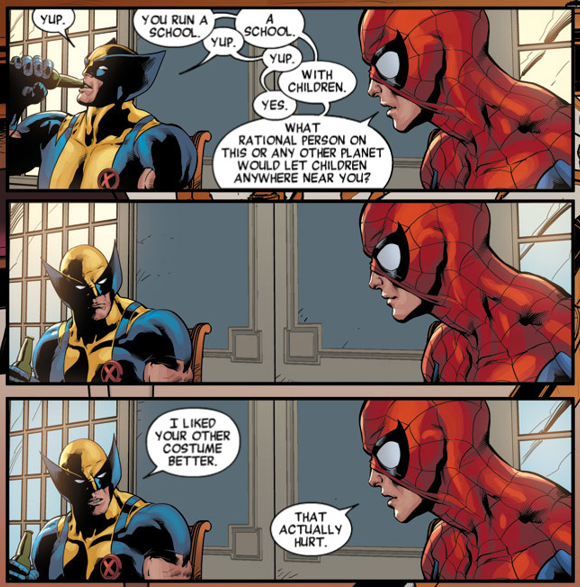 YUP.
YOU RUN A
SCHOOL.
YUP.
A
SCHOOL.
YUP.
WITH
CHILDREN.
YES.
WHAT
RATIONAL PERSON ON
THIS OR ANY OTHER PLANET
WOULD LET CHILDREN
ANYWHERE NEAR YOU?
I LIKED
YOUR OTHER
COSTUME
BETTER.
THAT
ACTUALLY
HURT.